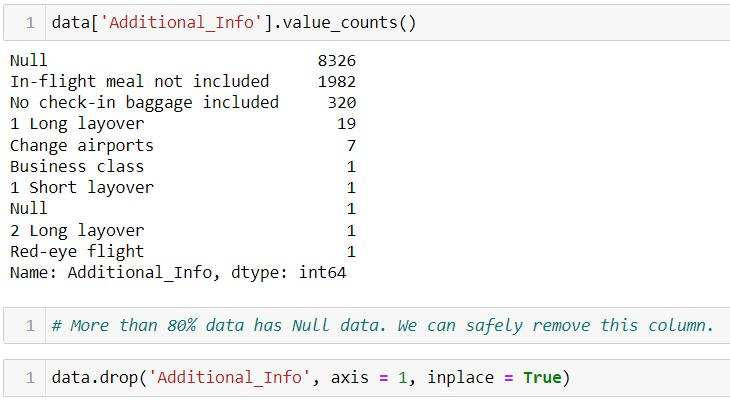 1 data['Additional_Info'].value_counts()
Null 8326
In-flight meal not included 1982
No check-in baggage included 320
1 Long layover 19
Change airports 7
Business class 1
1 Short layover 1
Null 1
2 Long layover 1
Red-eye flight 1
Name: Additional_Info, dtype: int64
1 # More than 80% data has Null data. We can safely remove this column.
1 data.drop('Additional_Info', axis = 1, inplace = True)